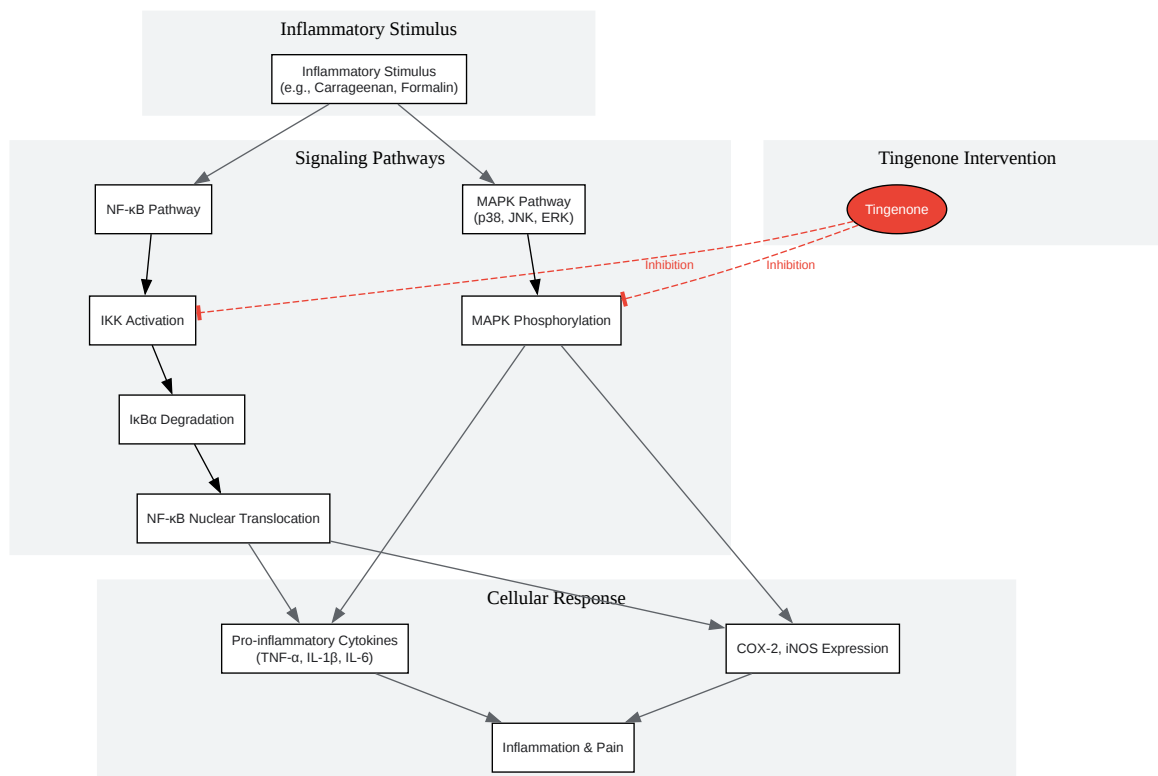 Inflammatory Stimulus
Inflammatory Stimulus
(e.g., Carrageenan, Formalin)
Signaling Pathways
Tingenone Intervention
NF-κB Pathway
MAPK Pathway
(p38, JNK, ERK)
Tingenone
Inhibition
Inhibition
IKK Activation
MAPK Phosphorylation
IκBα Degradation
NF-κB Nuclear Translocation
Cellular Response
Pro-inflammatory Cytokines
(TNF-α, IL-1β, IL-6)
COX-2, iNOS Expression
Inflammation & Pain